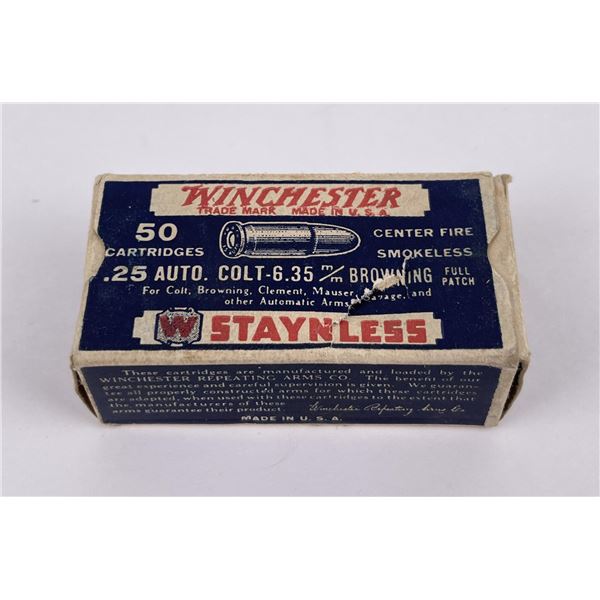 WINCHESTER
TRADE MARK MADE IN U.S.A.
50 CENTER FIRE
CARTRIDGES SMOKELESS
.25 AUTO. COLT-6.35 m/m BROWNING FULL PATCH
For Colt, Browning, Clement, Mauser, Savage, and
other Automatic Arms
W STAYNLESS
These cartridges are manufactured and loaded by the
WINCHESTER REPEATING ARMS CO. The benefit of our
great experience and careful supervision is given. We guaran-
tee all properly constructed arms for which these cartridges
are adapted, when used with these cartridges to the extent that
the manufacturers of these
arms guarantee their product. Winchester Repeating Arms Co.
MADE IN U.S.A.